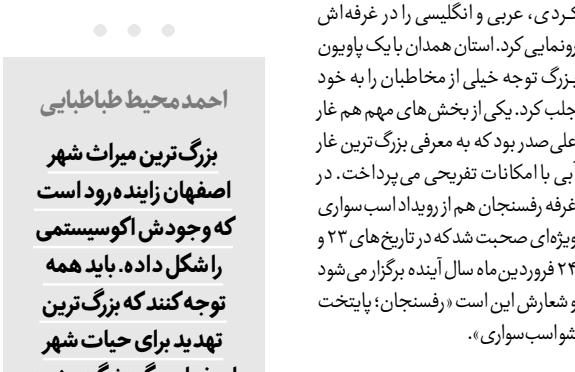 کردی، عربی و انگلیسی را در غرفه‌اش
رونمایی کرد. استان همدان با یک پاویون
بزرگ توجه خیلی از مخاطبان را به خود
جلب کرد. یکی از بخش‌های مهم هم غار
علی‌صدر بود که به معرفی بزرگ‌ترین غار
آبی با امکانات تفریحی می‌پرداخت. در
غرفه رفسنجان هم از رویداد اسب‌سواری
ویژه‌ای صحبت شد که در تاریخ‌های ۲۳ و
۲۴ فروردین‌ماه سال آینده برگزار می‌شود
و شعارش این است «رفسنجان؛ پایتخت
شو اسب‌سواری».
احمد محیط طباطبایی
بزرگ‌ترین میراث شهر
اصفهان زاینده‌رود است
که وجودش اکوسیستمی
را شکل داده. باید همه
توجه کنند که بزرگ‌ترین
تهدید برای حیات شهر